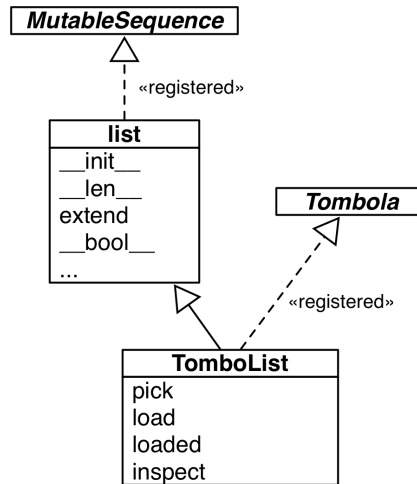 MutableSequence
«registered»
list
__init__
__len__
extend
__bool__
...
Tombola
«registered»
TomboList
pick
load
loaded
inspect